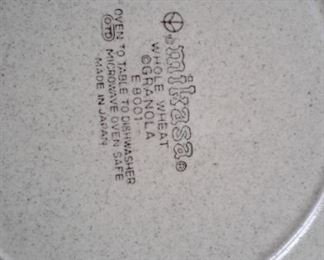 mikasa®
WHOLE WHEAT
©GRANOLA
E 8001
OVEN TO TABLE TO DISHWASHER
MICROWAVE OVEN SAFE
MADE IN JAPAN